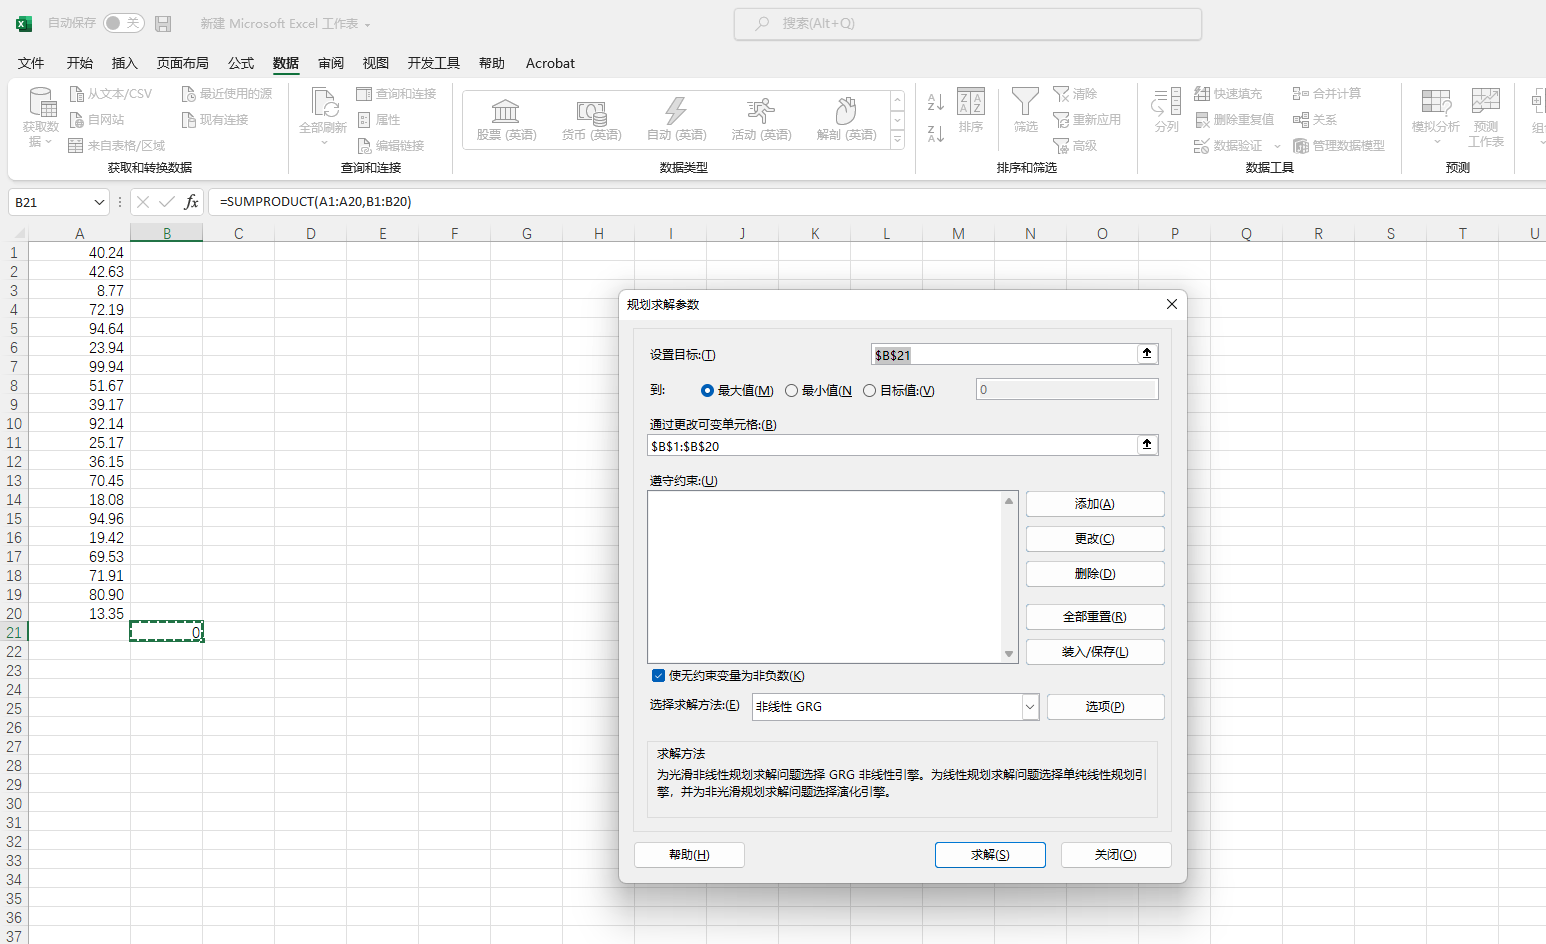 自动保存 关 新建 Microsoft Excel 工作表 搜索(Alt+Q)
文件 开始 插入 页面布局 公式 数据 审阅 视图 开发工具 帮助 Acrobat
获取数据
从文本/CSV
自网站
来自表格/区域
最近使用的源
现有连接
获取和转换数据
全部刷新
查询和连接
属性
编辑链接
查询和连接
股票 (英语) 货币 (英语) 自动 (英语) 活动 (英语) 解剖 (英语)
数据类型
排序
筛选
清除
重新应用
高级
排序和筛选
分列
快速填充
删除重复值
数据验证
合并计算
关系
管理数据模型
数据工具
模拟分析
预测
工作表
预测
组
B21 fx =SUMPRODUCT(A1:A20,B1:B20)
A B C D E F G H I J K L M N O P Q R S T U
1 40.24
2 42.63
3 8.77
4 72.19
5 94.64
6 23.94
7 99.94
8 51.67
9 39.17
10 92.14
11 25.17
12 36.15
13 70.45
14 18.08
15 94.96
16 19.42
17 69.53
18 71.91
19 80.90
20 13.35
21 0
22
23
24
25
26
27
28
29
30
31
32
33
34
35
36
37
规划求解参数
设置目标:(T) $B$21
到: 最大值(M) 最小值(N 目标值:(V) 0
通过更改可变单元格:(B)
$B$1:$B$20
遵守约束:(U)
添加(A)
更改(C)
删除(D)
全部重置(R)
装入/保存(L)
使无约束变量为非负数(K)
选择求解方法:(E) 非线性 GRG 选项(P)
求解方法
为光滑非线性规划求解问题选择 GRG 非线性引擎。为线性规划求解问题选择单纯线性规划引
擎，并为非光滑规划求解问题选择演化引擎。
帮助(H) 求解(S) 关闭(O)